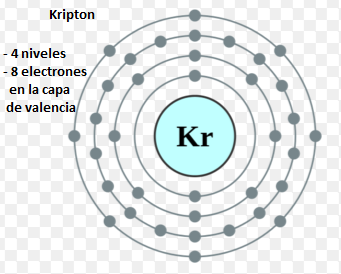 Kripton
- 4 niveles
- 8 electrones
en la capa
de valencia
Kr